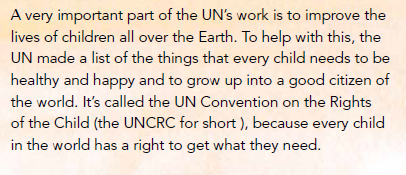 A very important part of the UN’s work is to improve the
lives of children all over the Earth. To help with this, the
UN made a list of the things that every child needs to be
healthy and happy and to grow up into a good citizen of
the world. It’s called the UN Convention on the Rights
of the Child (the UNCRC for short ), because every child
in the world has a right to get what they need.